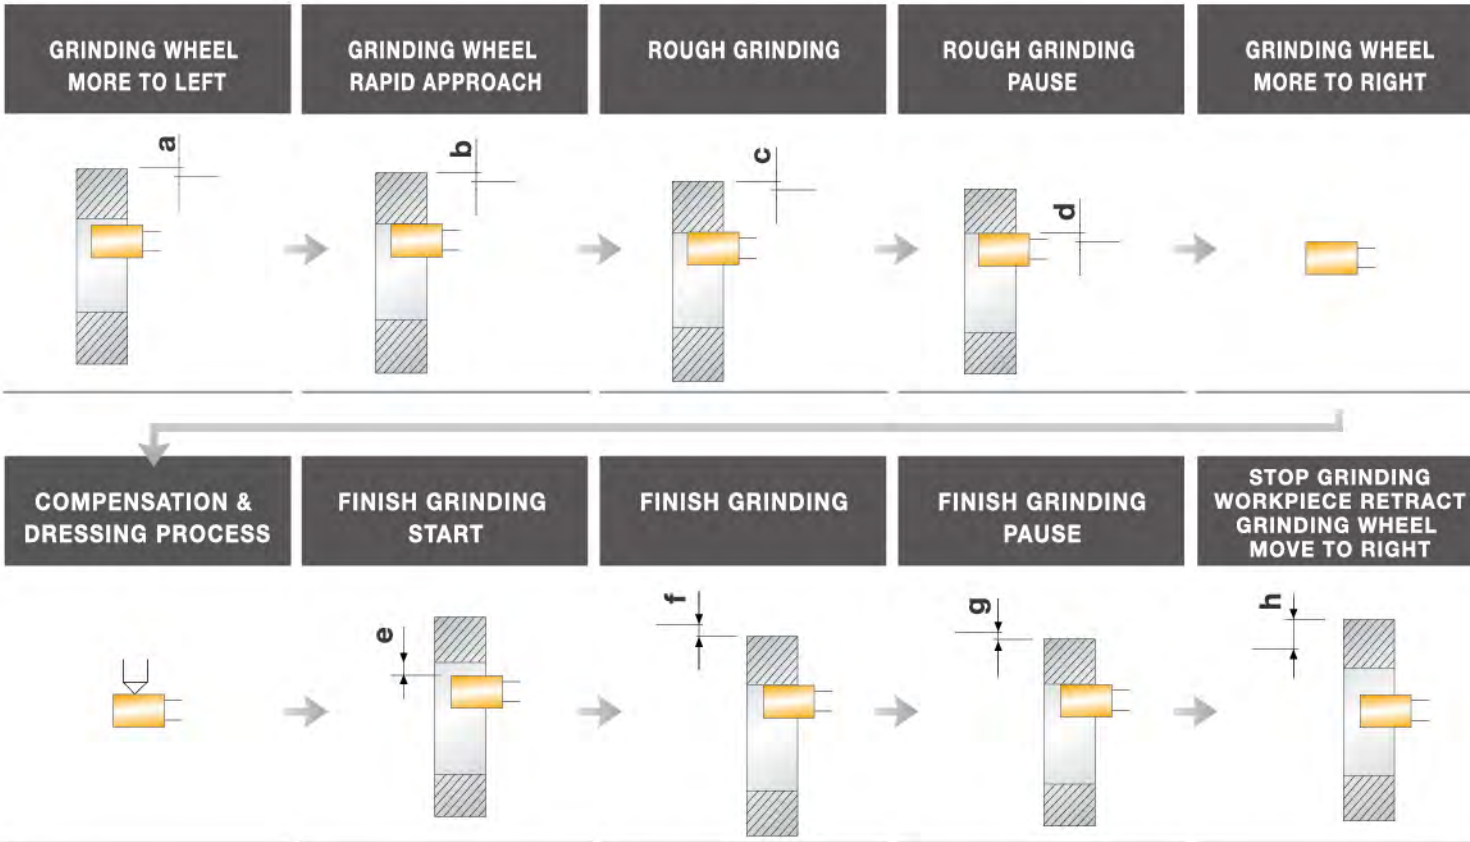 GRINDING WHEEL
MORE TO LEFT
GRINDING WHEEL
RAPID APPROACH
ROUGH GRINDING
ROUGH GRINDING
PAUSE
GRINDING WHEEL
MORE TO RIGHT
a
b
c
d
COMPENSATION &
DRESSING PROCESS
FINISH GRINDING
START
FINISH GRINDING
FINISH GRINDING
PAUSE
STOP GRINDING
WORKPIECE RETRACT
GRINDING WHEEL
MOVE TO RIGHT
e
f
g
h